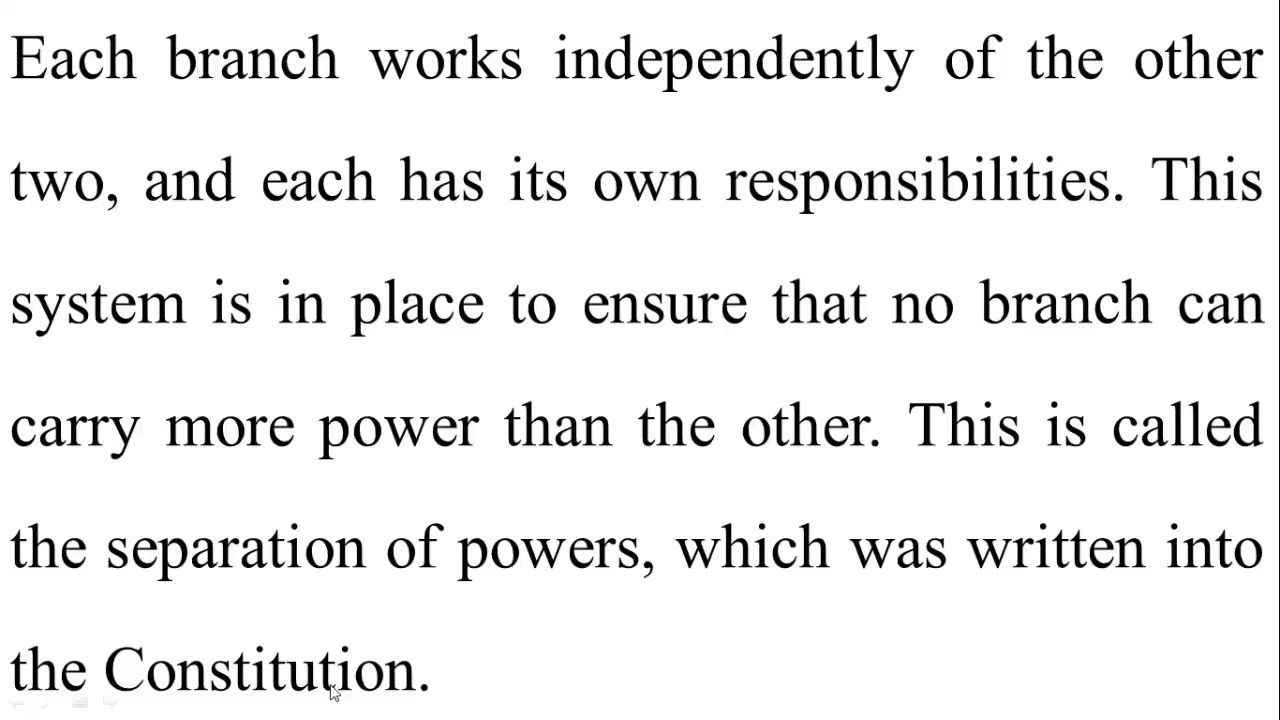 Each branch works independently of the other
two, and each has its own responsibilities. This
system is in place to ensure that no branch can
carry more power than the other. This is called
the separation of powers, which was written into
the Constitution.